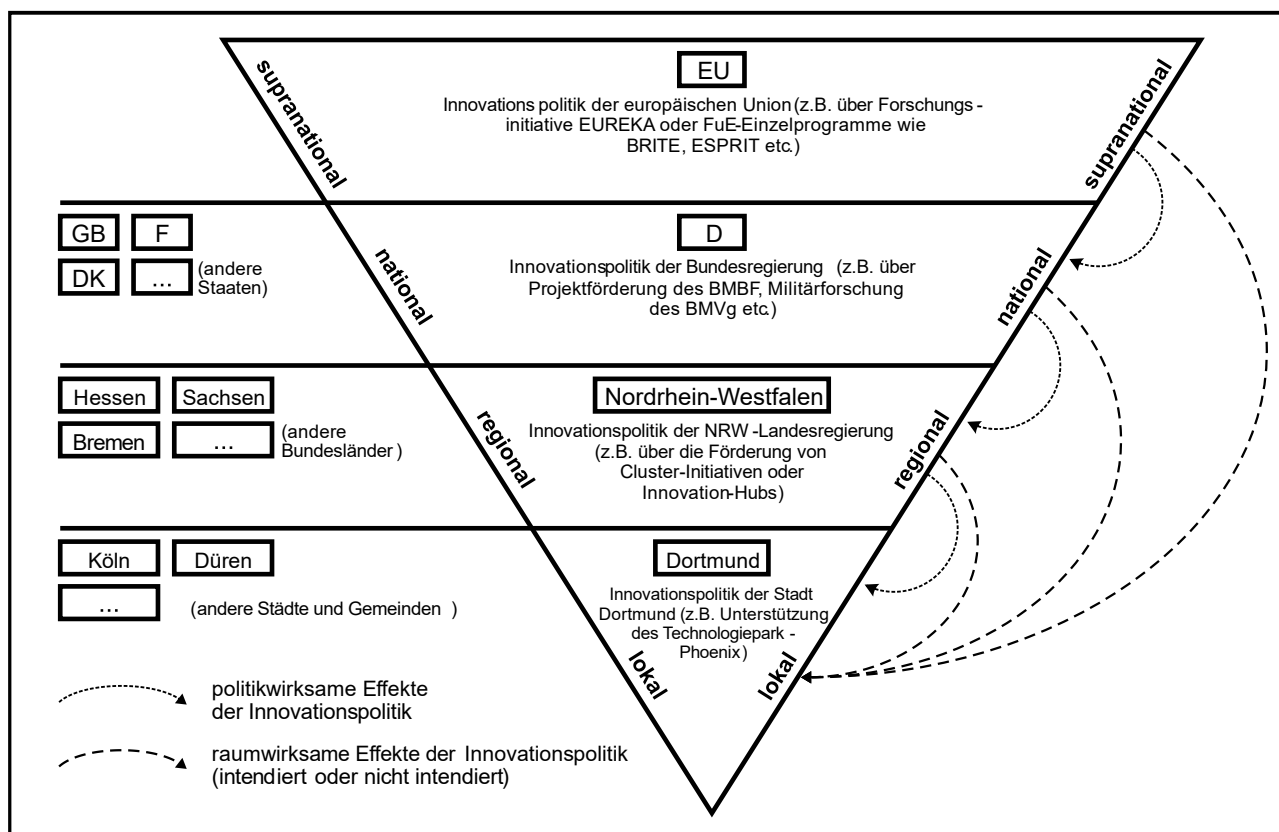 EU
Innovations politik der europäischen Union (z.B. über Forschungs-
initiative EUREKA oder FuE-Einzelprogramme wie
BRITE, ESPRIT etc.)
supranational
supranational
GB F
DK ... (andere
Staaten)
D
Innovationspolitik der Bundesregierung (z.B. über
Projektförderung des BMBF, Militärforschung
des BMVg etc.)
national
national
Hessen Sachsen
Bremen ... (andere
Bundesländer)
Nordrhein-Westfalen
Innovationspolitik der NRW-Landesregierung
(z.B. über die Förderung von
Cluster-Initiativen oder
Innovation-Hubs)
regional
regional
Köln Düren
... (andere Städte und Gemeinden)
Dortmund
Innovationspolitik der Stadt
Dortmund (z.B. Unterstützung
des Technologiepark -
Phoenix)
lokal
lokal
politikwirksame Effekte
der Innovationspolitik
raumwirksame Effekte der Innovationspolitik
(intendiert oder nicht intendiert)